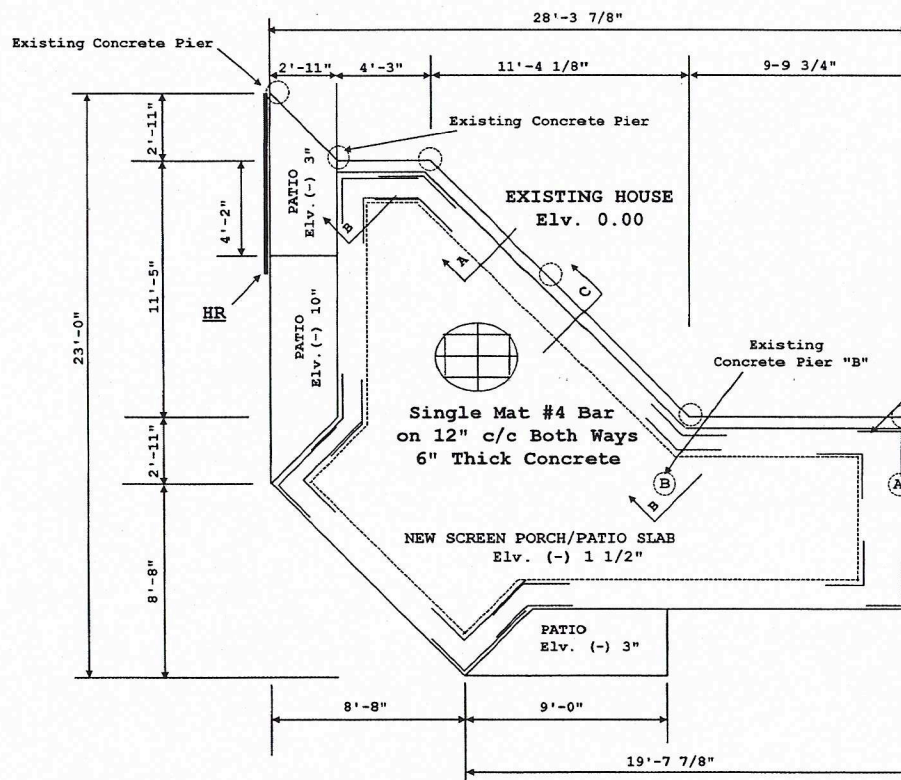 28'-3 7/8"
Existing Concrete Pier
2'-11"
4'-3"
11'-4 1/8"
9-9 3/4"
2'-11"
Existing Concrete Pier
PATIO
Elv. (-) 3"
EXISTING HOUSE
Elv. 0.00
B
A
C
4'-2"
11'-5"
HR
23'-0"
PATIO
Elv. (-) 10"
Existing
Concrete Pier "B"
Single Mat #4 Bar
on 12" c/c Both Ways
6" Thick Concrete
2'-11"
B
A
B
NEW SCREEN PORCH/PATIO SLAB
Elv. (-) 1 1/2"
8'-8"
PATIO
Elv. (-) 3"
8'-8"
9'-0"
19'-7 7/8"